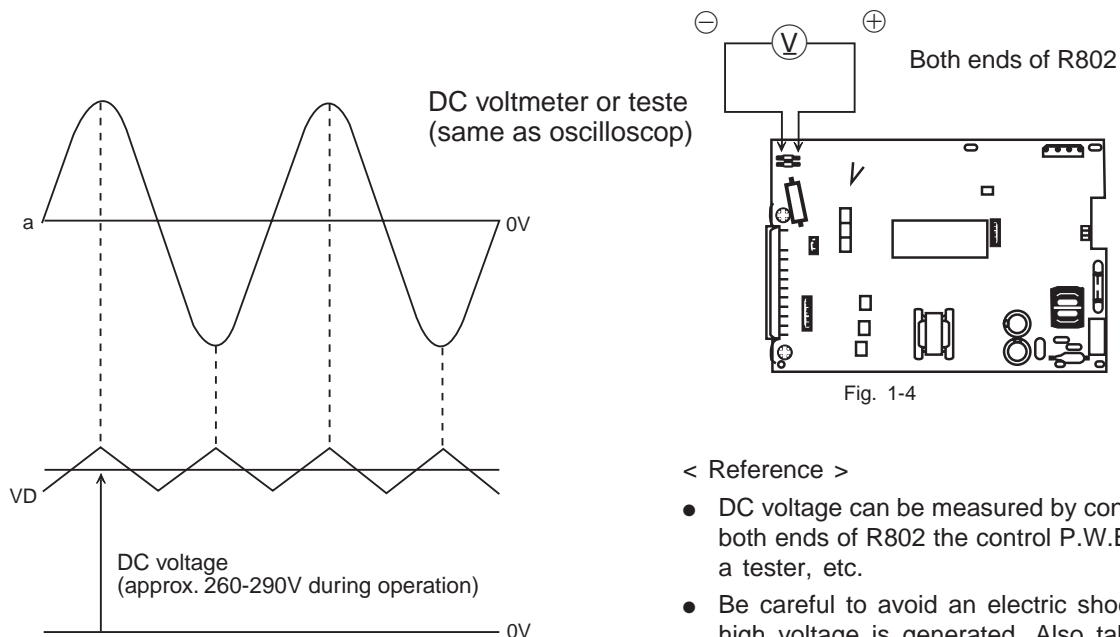 a
0V
VD
DC voltage
(approx. 260-290V during operation)
0V
DC voltmeter or teste
(same as oscilloscop)
⊖
V
⊕
Both ends of R802
Fig. 1-4
< Reference >
● DC voltage can be measured by con
both ends of R802 the control P.W.B
a tester, etc.
● Be careful to avoid an electric shoc
high voltage is generated. Also tal